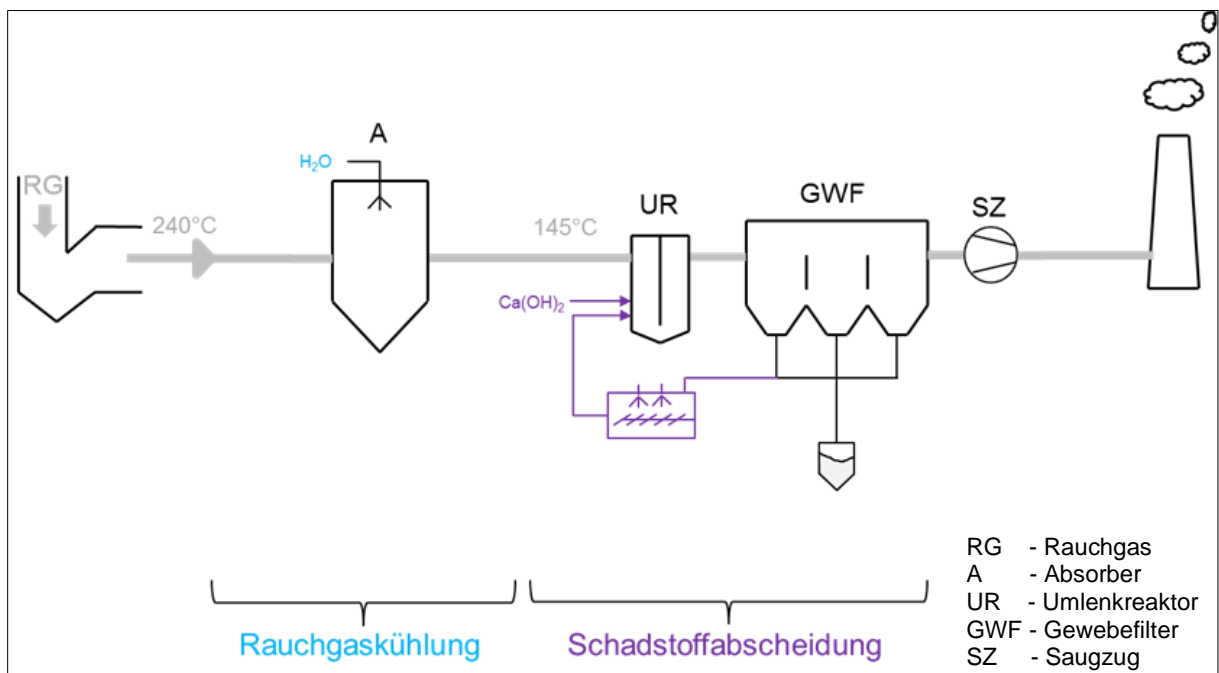 RG
240°C
A
H₂O
145°C
UR
Ca(OH)₂
GWF
SZ
Rauchgaskühlung
Schadstoffabscheidung
RG - Rauchgas
A - Absorber
UR - Umlenkreaktor
GWF - Gewebefilter
SZ - Saugzug